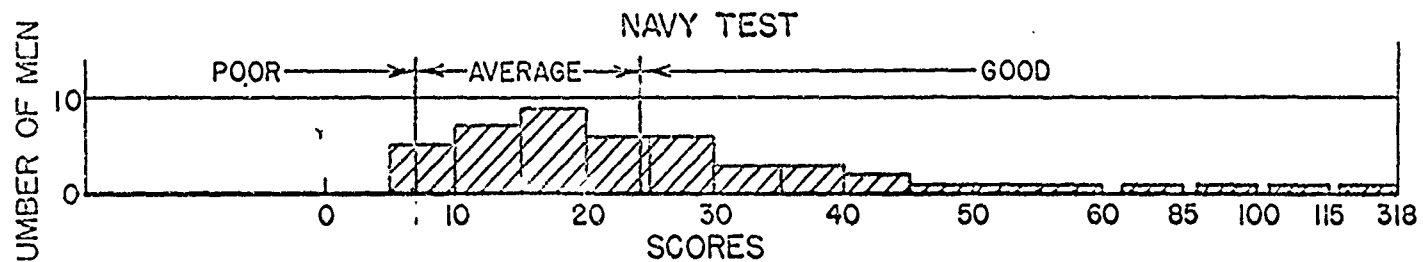 NAVY TEST
POOR AVERAGE GOOD
UMBER OF MEN
10
0
0 10 20 30 40 50 60 85 100 115 318
SCORES